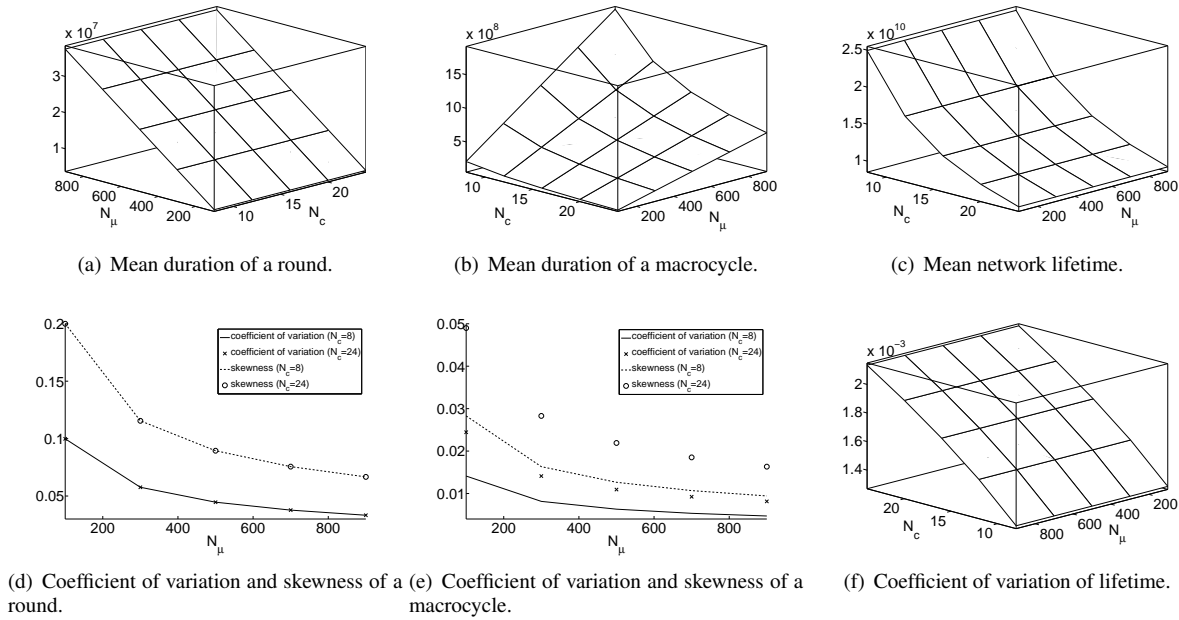 x 10^7
3
2
1
800
600
400
200
N_μ
10
15
20
N_c
(a) Mean duration of a round.
x 10^8
15
10
5
10
15
20
N_c
200
400
600
800
N_μ
(b) Mean duration of a macrocycle.
x 10^10
2.5
2
1.5
1
10
15
20
N_c
200
400
600
800
N_μ
(c) Mean network lifetime.
0.2
0.15
0.1
0.05
200
400
600
800
N_μ
coefficient of variation (N_c=8)
coefficient of variation (N_c=24)
skewness (N_c=8)
skewness (N_c=24)
(d) Coefficient of variation and skewness of a
round.
0.05
0.04
0.03
0.02
0.01
200
400
600
800
N_μ
coefficient of variation (N_c=8)
coefficient of variation (N_c=24)
skewness (N_c=8)
skewness (N_c=24)
(e) Coefficient of variation and skewness of a
macrocycle.
x 10^−3
2
1.8
1.6
1.4
20
15
10
N_c
800
600
400
200
N_μ
(f) Coefficient of variation of lifetime.